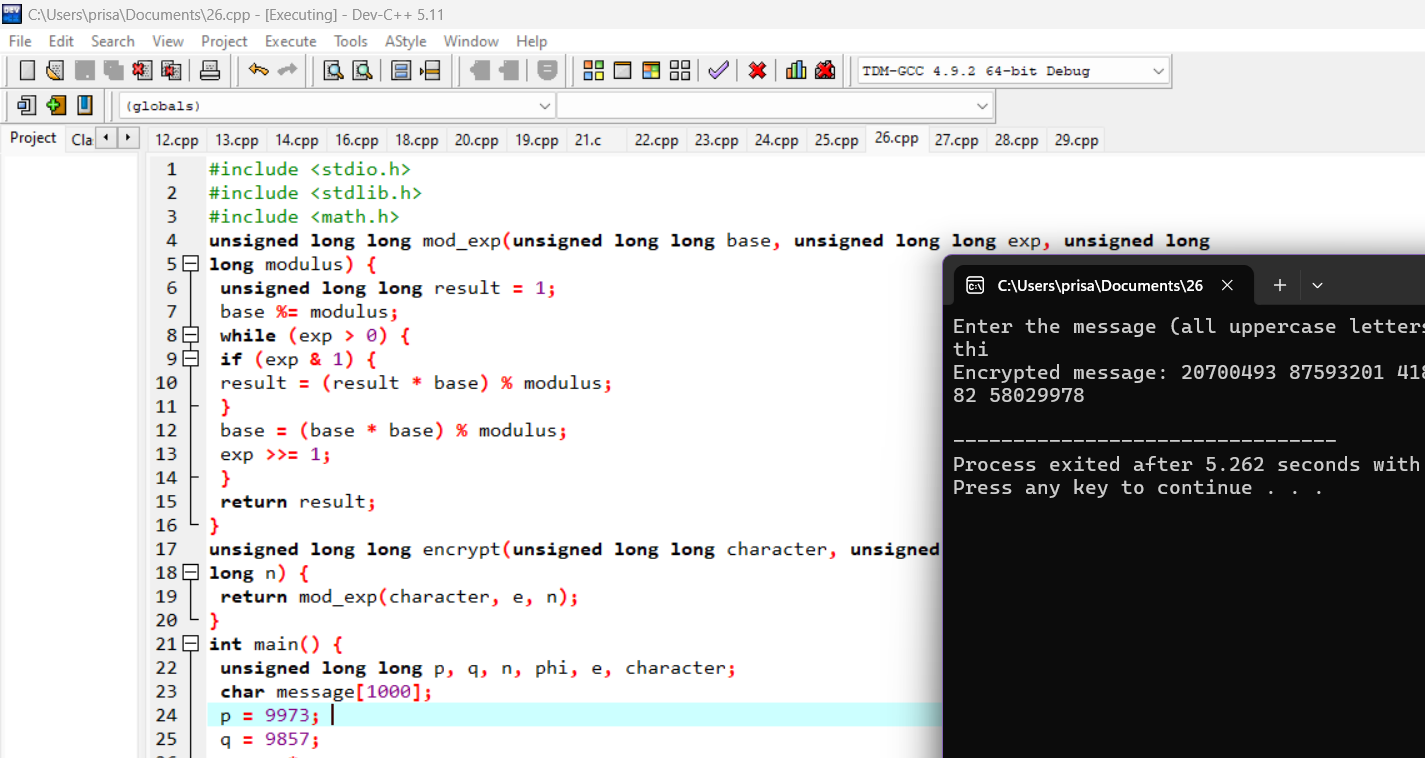 C:\Users\prisa\Documents\26.cpp - [Executing] - Dev-C++ 5.11
File Edit Search View Project Execute Tools AStyle Window Help
TDM-GCC 4.9.2 64-bit Debug
(globals)
Project Cla 12.cpp 13.cpp 14.cpp 16.cpp 18.cpp 20.cpp 19.cpp 21.c 22.cpp 23.cpp 24.cpp 25.cpp 26.cpp 27.cpp 28.cpp 29.cpp
1 #include <stdio.h>
2 #include <stdlib.h>
3 #include <math.h>
4 unsigned long long mod_exp(unsigned long long base, unsigned long long exp, unsigned long
5 long modulus) {
6 unsigned long long result = 1;
7 base %= modulus;
8 while (exp > 0) {
9 if (exp & 1) {
10 result = (result * base) % modulus;
11 }
12 base = (base * base) % modulus;
13 exp >>= 1;
14 }
15 return result;
16 }
17 unsigned long long encrypt(unsigned long long character, unsigned
18 long n) {
19 return mod_exp(character, e, n);
20 }
21 int main() {
22 unsigned long long p, q, n, phi, e, character;
23 char message[1000];
24 p = 9973;
25 q = 9857;
C:\Users\prisa\Documents\26
Enter the message (all uppercase letters
thi
Encrypted message: 20700493 87593201 418
82 58029978
--------------------------------
Process exited after 5.262 seconds with
Press any key to continue . . .